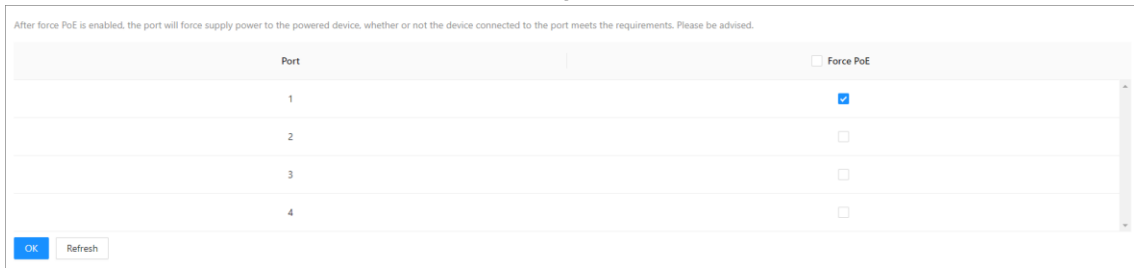 After force PoE is enabled, the port will force supply power to the powered device, whether or not the device connected to the port meets the requirements. Please be advised.
Port Force PoE
1
2
3
4
OK Refresh